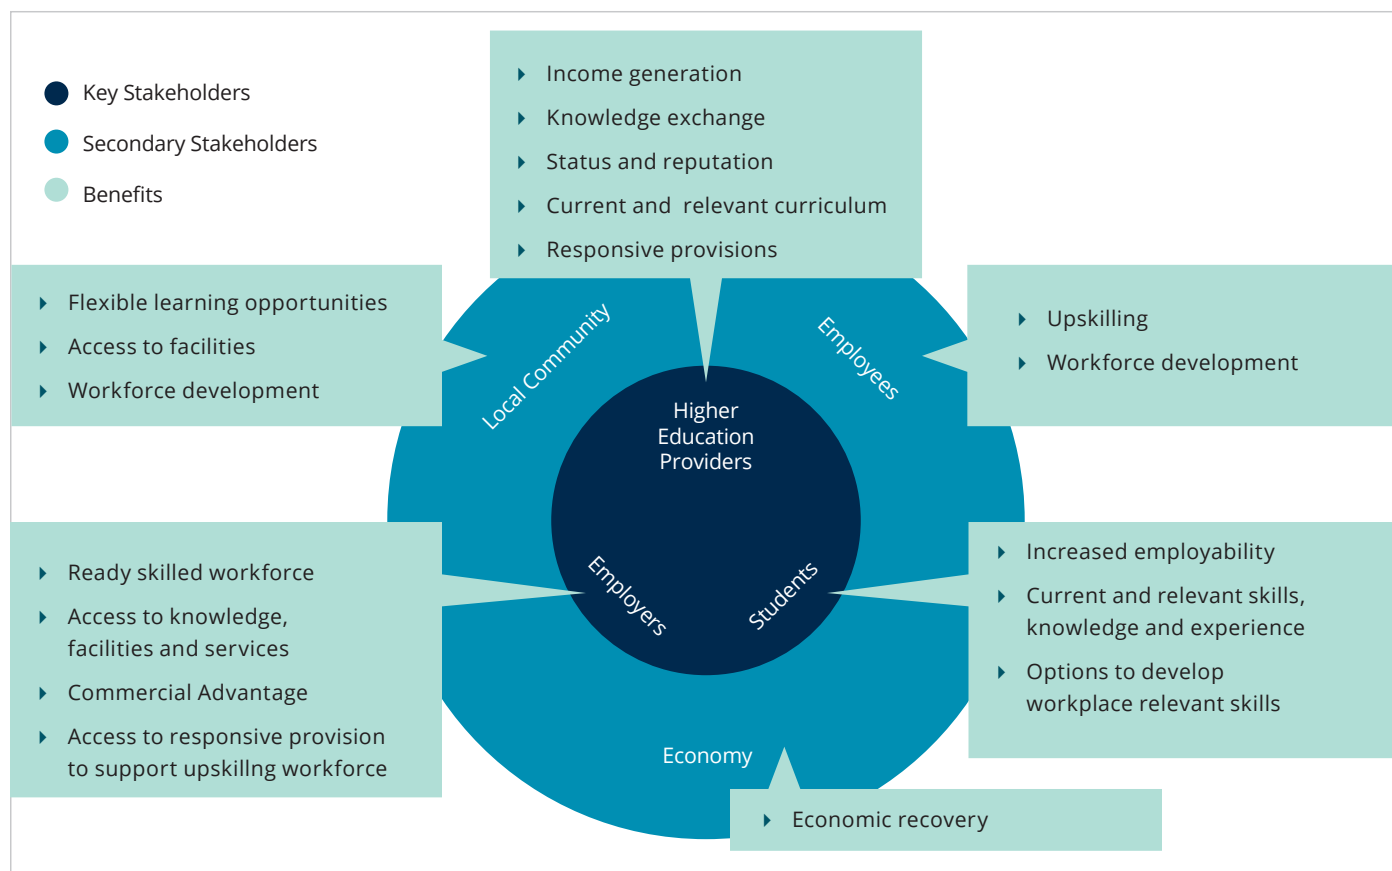 Key Stakeholders
Secondary Stakeholders
Benefits
Income generation
Knowledge exchange
Status and reputation
Current and relevant curriculum
Responsive provisions
Flexible learning opportunities
Access to facilities
Workforce development
Local Community
Employees
Upskilling
Workforce development
Higher
Education
Providers
Employers
Students
Ready skilled workforce
Access to knowledge,
facilities and services
Commercial Advantage
Access to responsive provision
to support upskillng workforce
Increased employability
Current and relevant skills,
knowledge and experience
Options to develop
workplace relevant skills
Economy
Economic recovery